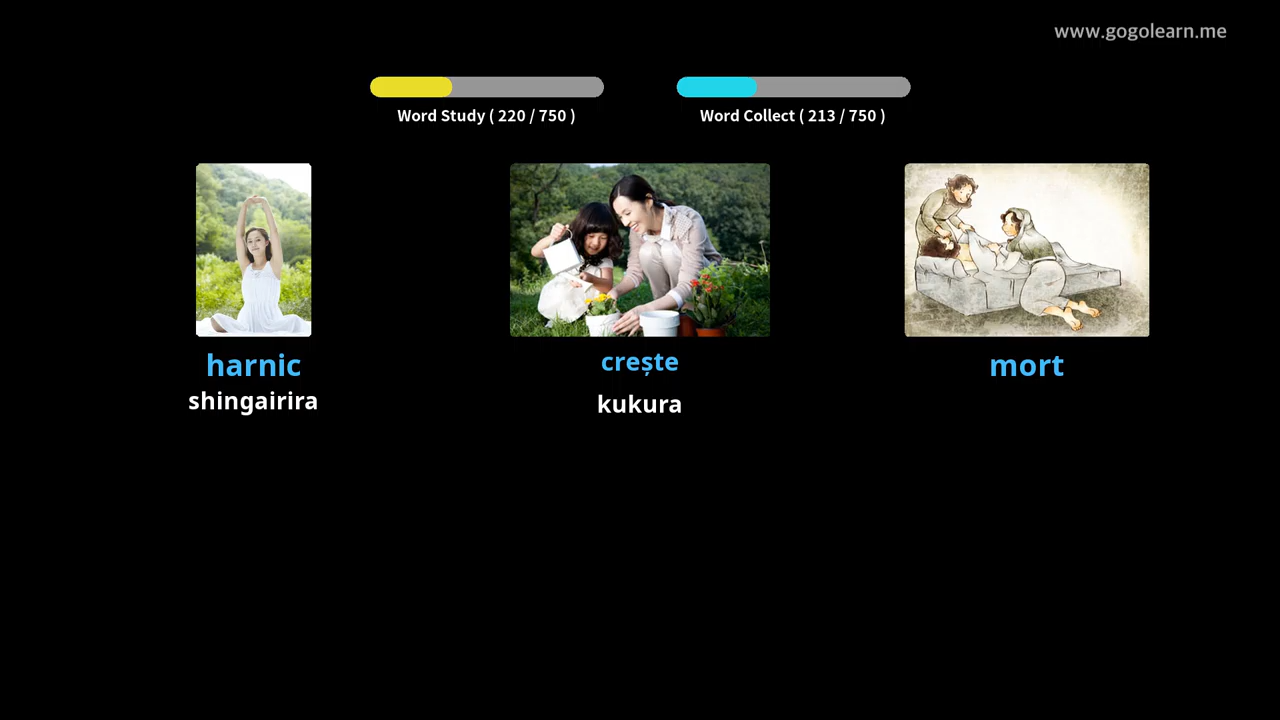 www.gogolearn.me
Word Study ( 220 / 750 )
Word Collect ( 213 / 750 )
harnic
crește
mort
shingairira
kukura